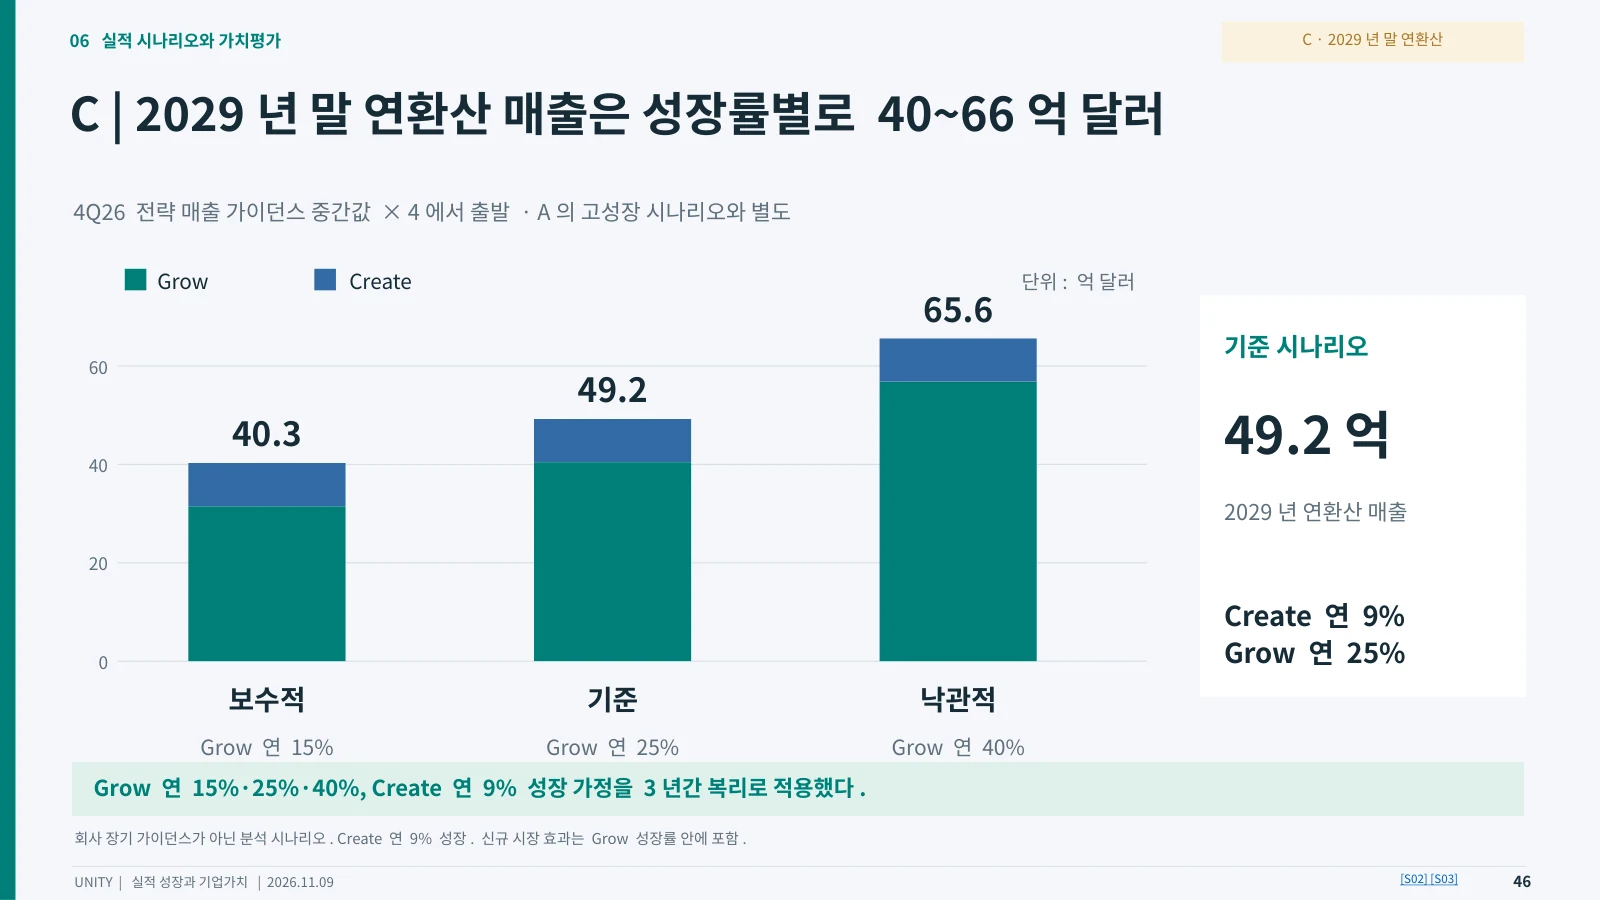 06 실적 시나리오와 가치평가
C · 2029 년 말 연환산
C | 2029 년 말 연환산 매출은 성장률별로 40~66 억 달러
4Q26 전략 매출 가이던스 중간값 × 4 에서 출발 · A 의 고성장 시나리오와 별도
Grow
Create
단위 : 억 달러
60
40
20
0
40.3
49.2
65.6
보수적
기준
낙관적
Grow 연 15%
Grow 연 25%
Grow 연 40%
기준 시나리오
49.2 억
2029 년 연환산 매출
Create 연 9%
Grow 연 25%
Grow 연 15%·25%·40%, Create 연 9% 성장 가정을 3 년간 복리로 적용했다 .
회사 장기 가이던스가 아닌 분석 시나리오 . Create 연 9% 성장 . 신규 시장 효과는 Grow 성장률 안에 포함 .
UNITY | 실적 성장과 기업가치 | 2026.11.09
[S02] [S03]
46